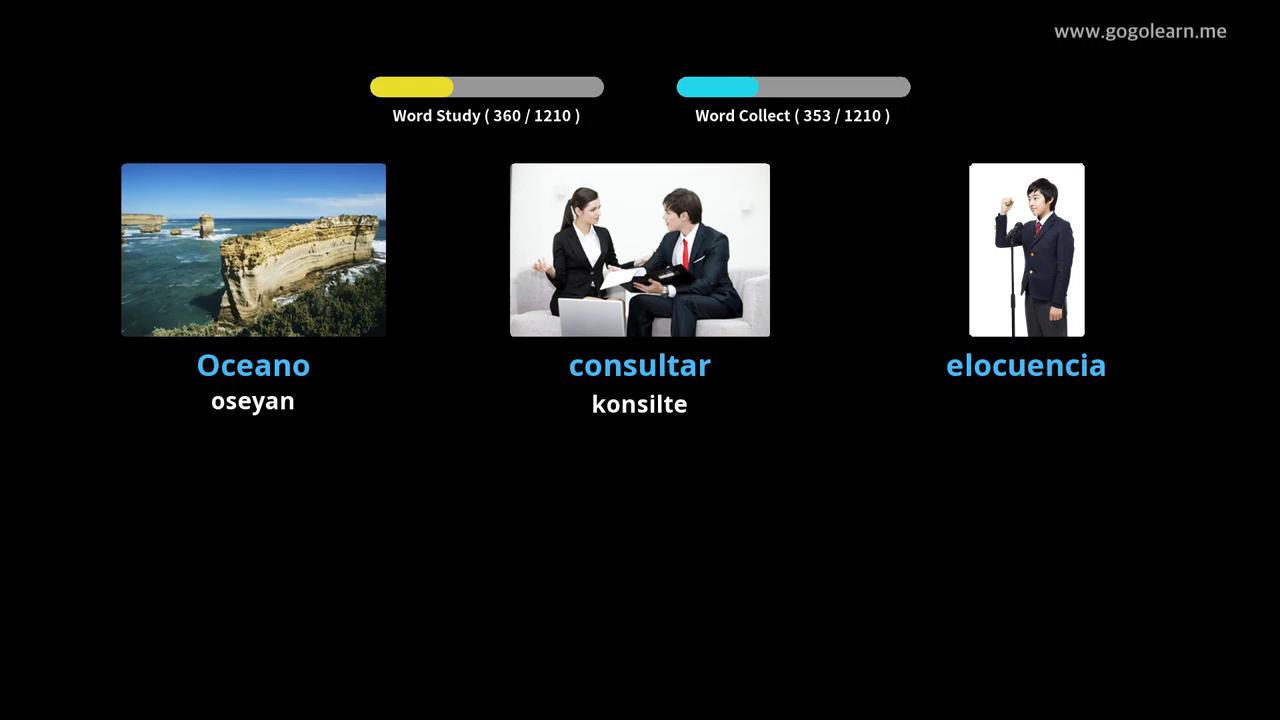 www.gogolearn.me
Word Study ( 360 / 1210 )
Word Collect ( 353 / 1210 )
Oceano
oseyan
consultar
konsilte
elocuencia